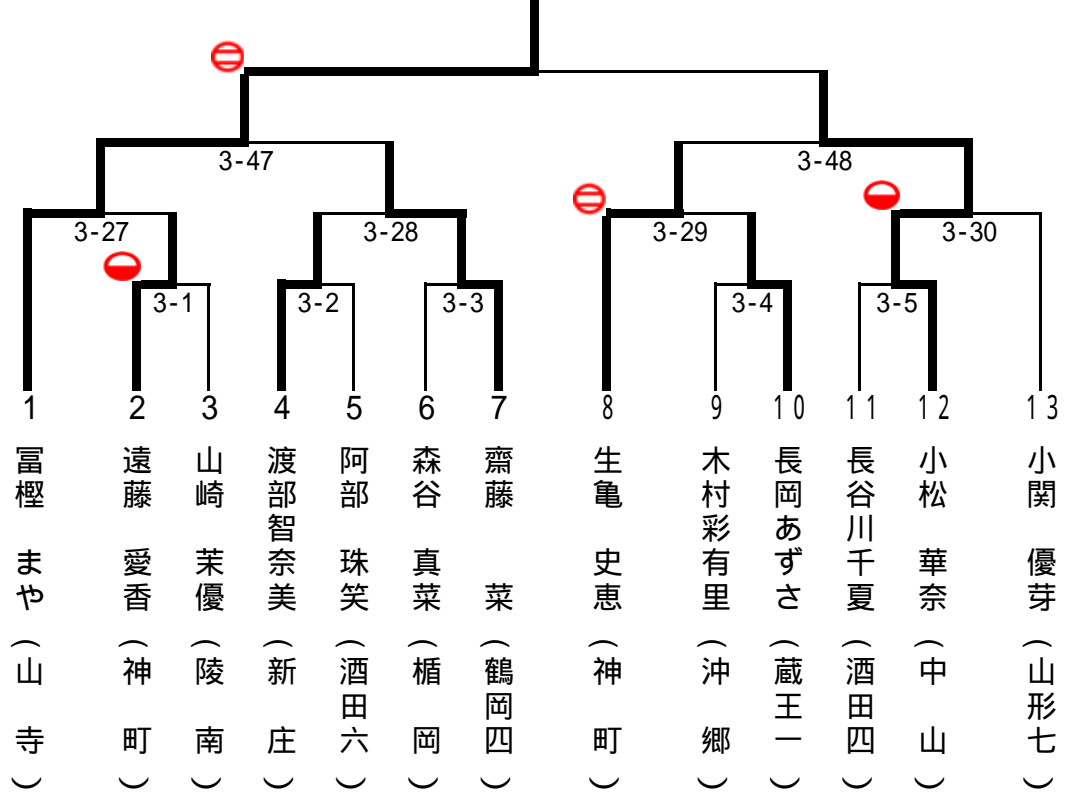 3-47
3-48
3-27
3-28
3-29
3-30
3-1
3-2
3-3
3-4
3-5
1
2
3
4
5
6
7
8
9
10
11
12
13
冨樫 まや (山 寺)
遠藤 愛香 (神 町)
山崎 茉優 (陵 南)
渡部智奈美 (新 庄)
阿部 珠笑 (酒田六)
森谷 真菜 (楯 岡)
齋藤 菜 (鶴岡四)
生亀 史恵 (神 町)
木村彩有里 (沖 郷)
長岡あずさ (蔵王一)
長谷川千夏 (酒田四)
小松 華奈 (中 山)
小関 優芽 (山形七)